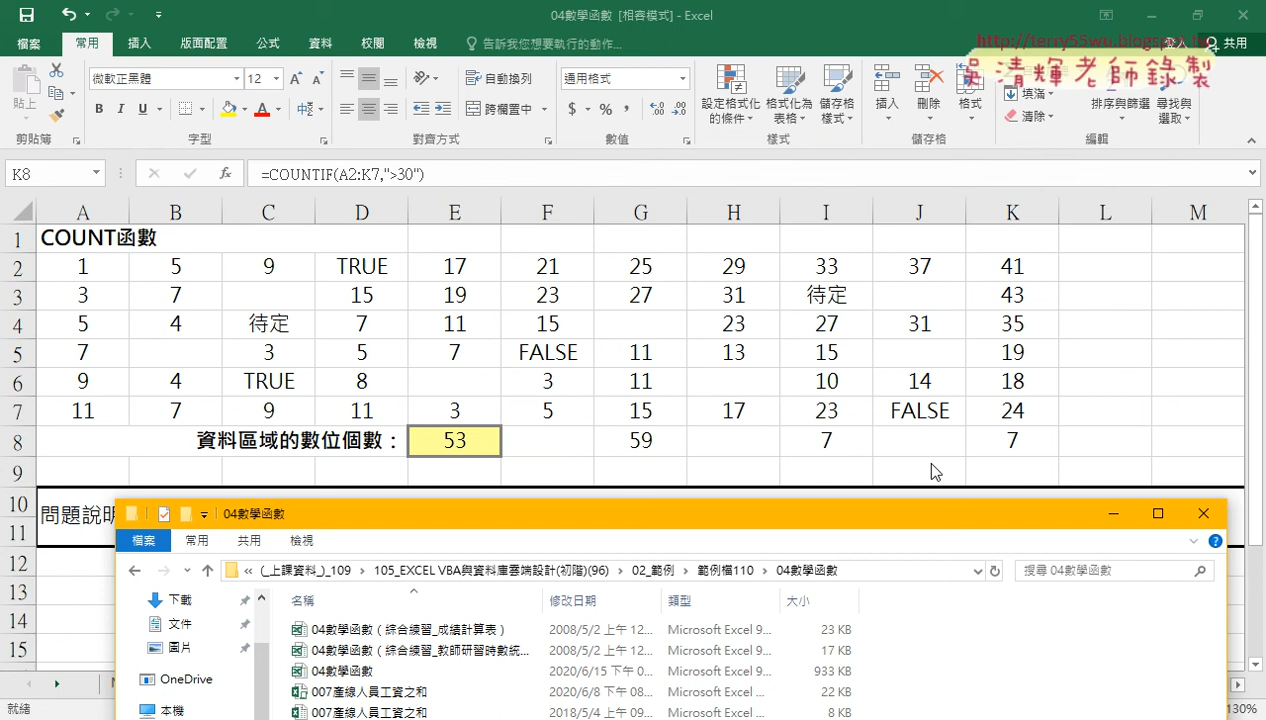 04數學函數 [相容模式] - Excel
http://terry55wu.blogspot.tw
吳清輝老師錄製
檔案 常用 插入 版面配置 公式 資料 校閱 檢視 告訴我您想要執行的動作... 登入 共用
貼上 微軟正黑體 12 自動換列 通用格式 填滿
B I U 中 跨欄置中 $ % , 設定格式化的條件 格式化為表格 儲存格樣式 插入 刪除 格式 清除 排序與篩選 尋找與選取
剪貼簿 字型 對齊方式 數值 樣式 儲存格 編輯
K8 fx =COUNTIF(A2:K7,">30")
A B C D E F G H I J K L M
1 COUNT函數
2 1 5 9 TRUE 17 21 25 29 33 37 41
3 3 7 15 19 23 27 31 待定 43
4 5 4 待定 7 11 15 23 27 31 35
5 7 3 5 7 FALSE 11 13 15 19
6 9 4 TRUE 8 3 11 10 14 18
7 11 7 9 11 3 5 15 17 23 FALSE 24
8 資料區域的數位個數： 53 59 7 7
9
10
問題說明
11
12
13
14
15
04數學函數
檔案 常用 共用 檢視
« (_上課資料_)_109 › 105_EXCEL VBA與資料庫雲端設計(初階)(96) › 02_範例 › 範例檔110 › 04數學函數 搜尋 04數學函數
下載 名稱 修改日期 類型 大小
文件 04數學函數（綜合練習_成績計算表） 2008/5/2 上午 12... Microsoft Excel 9... 23 KB
圖片 04數學函數（綜合練習_教師研習時數統... 2008/5/2 上午 12... Microsoft Excel 9... 17 KB
04數學函數 2020/6/15 下午 0... Microsoft Excel 9... 933 KB
OneDrive 007產線人員工資之和 2020/6/8 下午 08... Microsoft Excel ... 22 KB
本機 007產線人員工資之和 2018/5/4 下午 03... Microsoft Excel 9... 8 KB
就緒 130%